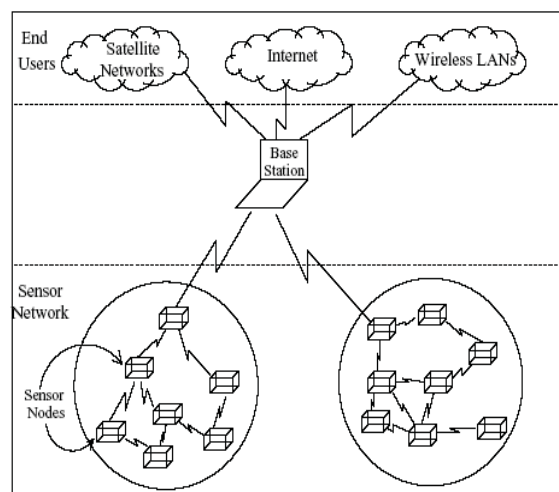 End
Users
Satellite
Networks
Internet
Wireless LANs
Base
Station
Sensor
Network
Sensor
Nodes